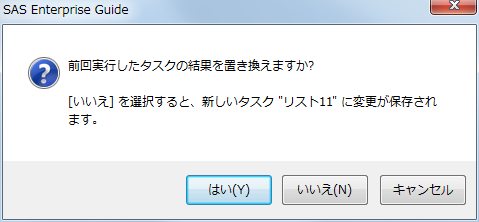 SAS Enterprise Guide
前回実行したタスクの結果を置き換えますか?
[いいえ] を選択すると、新しいタスク "リスト11" に変更が保存され
ます。
はい(Y) いいえ(N) キャンセル